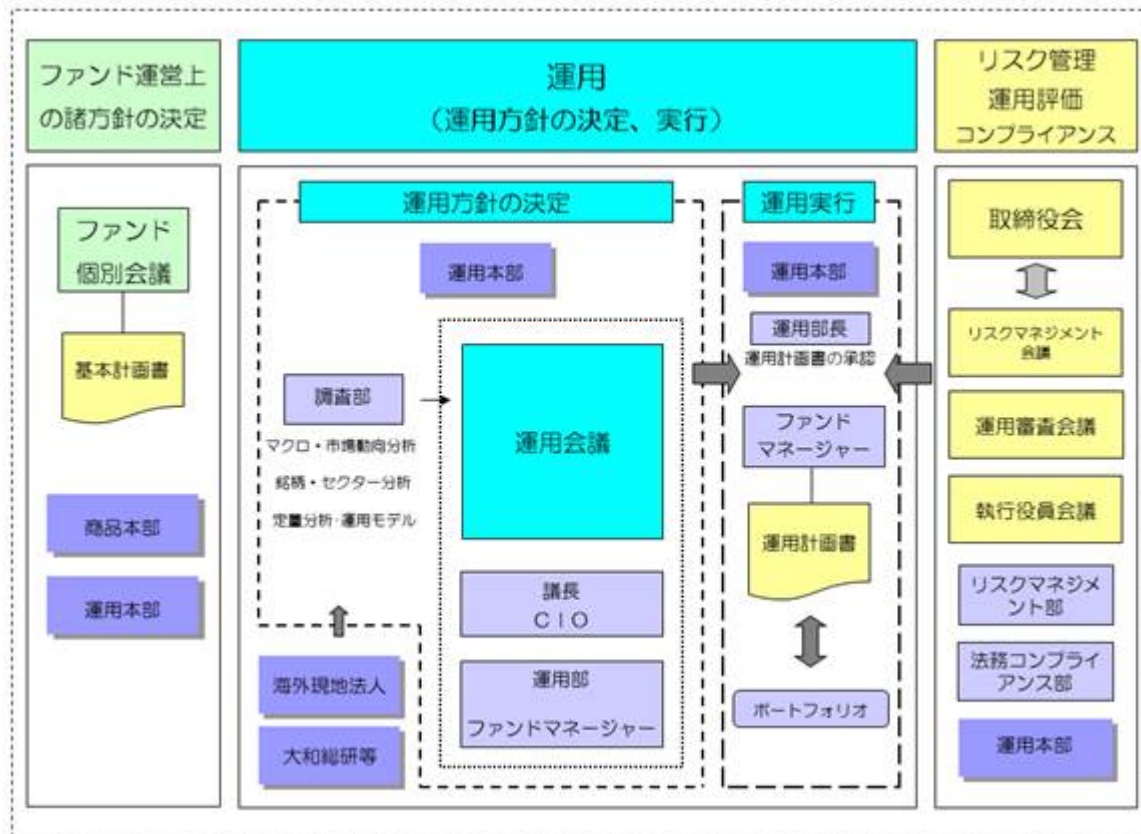 ファンド運営上
の諸方針の決定
運用
（運用方針の決定、実行）
リスク管理
運用評価
コンプライアンス
ファンド
個別会議
基本計画書
商品本部
運用本部
運用方針の決定
運用本部
調査部
マクロ・市場動向分析
銘柄・セクター分析
定量分析・運用モデル
運用会議
議長
ＣＩＯ
運用部
ファンドマネージャー
海外現地法人
大和総研等
運用実行
運用本部
運用部長
運用計画書の承認
ファンド
マネージャー
運用計画書
ポートフォリオ
取締役会
リスクマネジメント
会議
運用審査会議
執行役員会議
リスクマネジメ
ント部
法務コンプライ
アンス部
運用本部